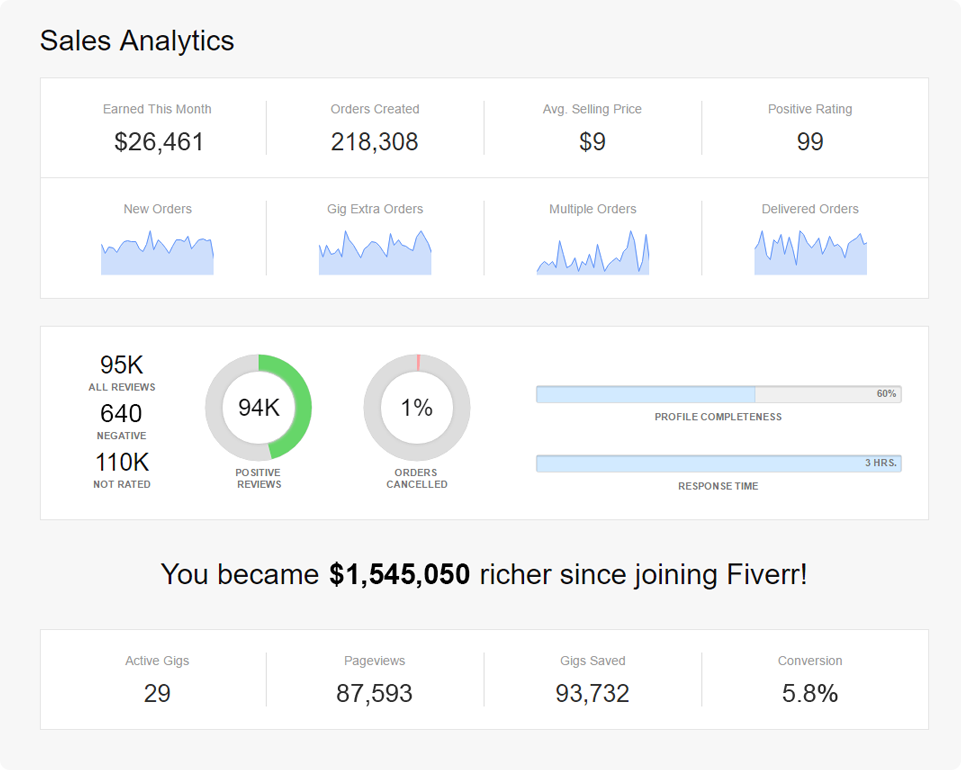 Sales Analytics
Earned This Month
$26,461
Orders Created
218,308
Avg. Selling Price
$9
Positive Rating
99
New Orders
Gig Extra Orders
Multiple Orders
Delivered Orders
95K
ALL REVIEWS
640
NEGATIVE
110K
NOT RATED
94K
POSITIVE
REVIEWS
1%
ORDERS
CANCELLED
60%
PROFILE COMPLETENESS
3 HRS.
RESPONSE TIME
You became $1,545,050 richer since joining Fiverr!
Active Gigs
29
Pageviews
87,593
Gigs Saved
93,732
Conversion
5.8%